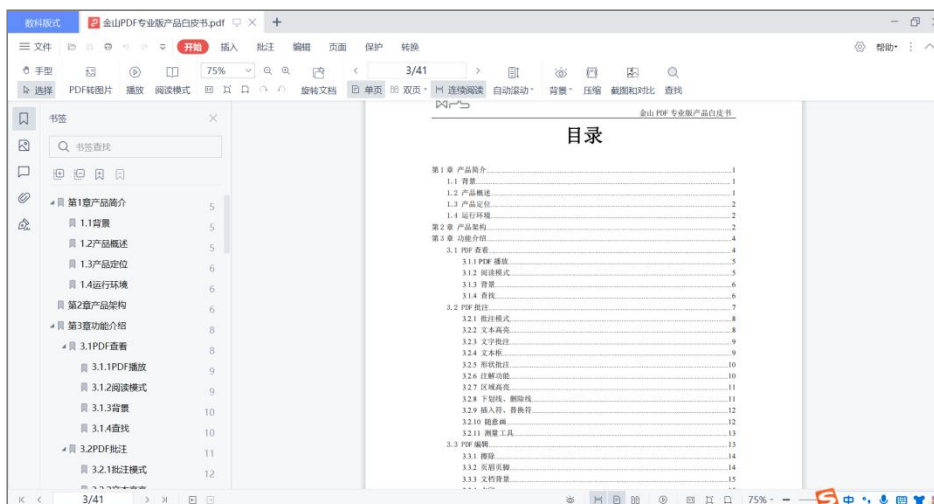 数科版式 金山PDF专业版产品白皮书.pdf
文件 开始 插入 批注 编辑 页面 保护 转换 帮助
手型 75% 3/41
选择 PDF转图片 播放 阅读模式 旋转文档 单页 双页 连续阅读 自动滚动 背景 压缩 截图和对比 查找
书签
书签查找
第1章产品简介 5
1.1背景 5
1.2产品概述 5
1.3产品定位 6
1.4运行环境 6
第2章产品架构 6
第3章功能介绍 8
3.1PDF查看 8
3.1.1PDF播放 9
3.1.2阅读模式 9
3.1.3背景 10
3.1.4查找 10
3.2PDF批注 11
3.2.1批注模式 12
金山 PDF 专业版产品白皮书
目录
第 1 章 产品简介 1
1.1 背景 1
1.2 产品概述 1
1.3 产品定位 2
1.4 运行环境 2
第 2 章 产品架构 2
第 3 章 功能介绍 4
3.1 PDF 查看 4
3.1.1 PDF 播放 5
3.1.2 阅读模式 5
3.1.3 背景 6
3.1.4 查找 6
3.2 PDF 批注 7
3.2.1 批注模式 8
3.2.2 文本高亮 8
3.2.3 文字批注 9
3.2.4 文本框 9
3.2.5 形状批注 10
3.2.6 注解功能 10
3.2.7 区域高亮 11
3.2.8 下划线、删除线 11
3.2.9 插入符、替换符 12
3.2.10 随意画 12
3.2.11 测量工具 13
3.3 PDF 编辑 13
3.3.1 擦除 14
3.3.2 页眉页脚 14
3.3.3 文档背景 15
3/41 75%
中